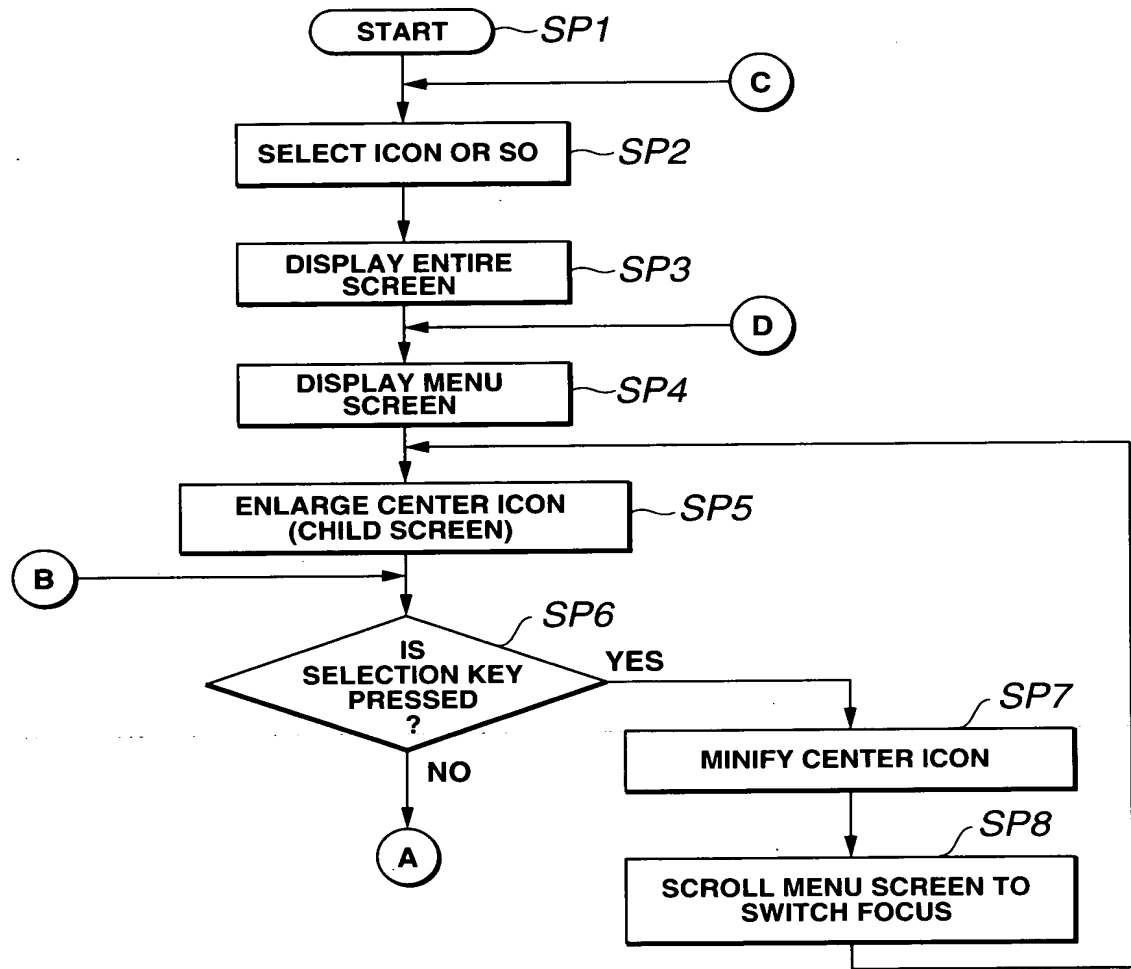 START
SP1
C
SELECT ICON OR SO
SP2
DISPLAY ENTIRE
SCREEN
SP3
D
DISPLAY MENU
SCREEN
SP4
ENLARGE CENTER ICON
(CHILD SCREEN)
SP5
B
SP6
IS
SELECTION KEY
PRESSED
?
YES
NO
SP7
MINIFY CENTER ICON
A
SP8
SCROLL MENU SCREEN TO
SWITCH FOCUS